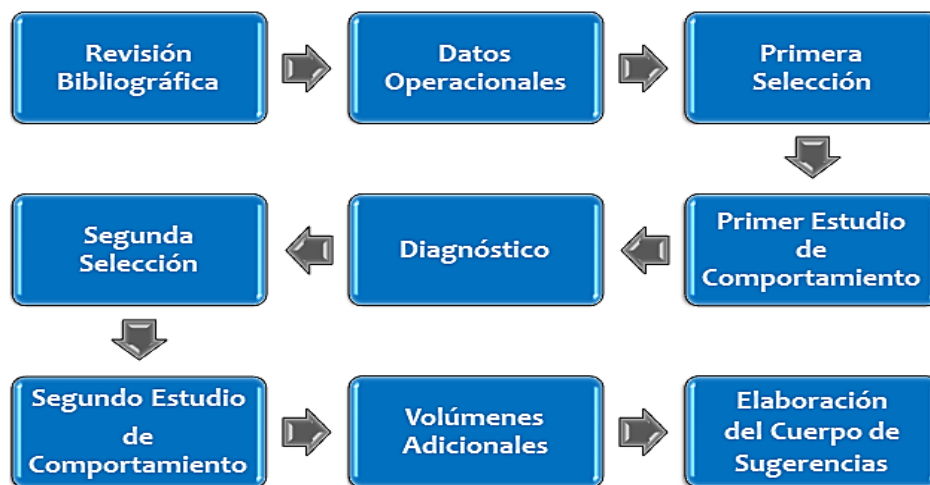 Revisión
Bibliográfica
Datos
Operacionales
Primera
Selección
Primer Estudio
de
Comportamiento
Diagnóstico
Segunda
Selección
Segundo Estudio
de
Comportamiento
Volúmenes
Adicionales
Elaboración
del Cuerpo de
Sugerencias